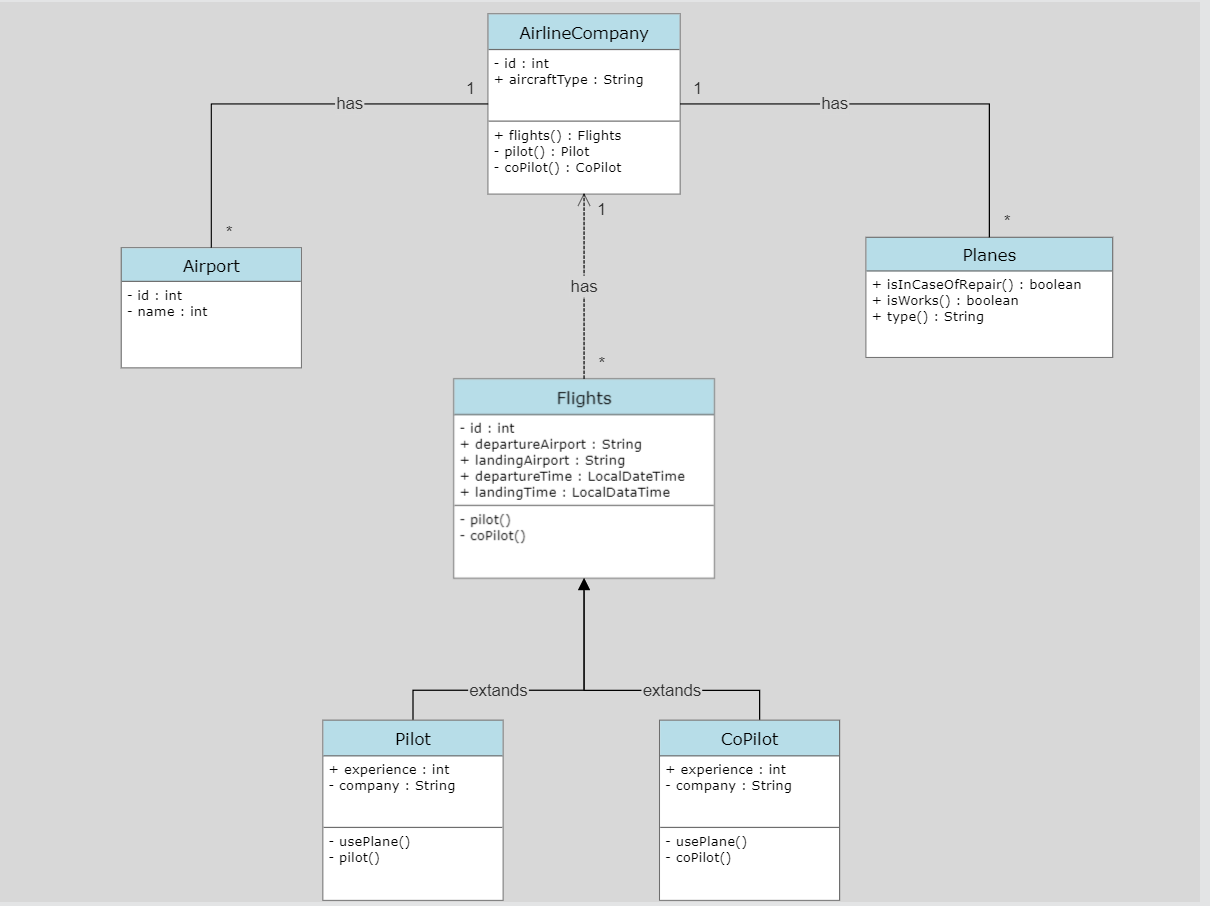 AirlineCompany
- id : int
+ aircraftType : String
+ flights() : Flights
- pilot() : Pilot
- coPilot() : CoPilot
1
has
*
1
has
*
1
has
*
Airport
- id : int
- name : int
Planes
+ isInCaseOfRepair() : boolean
+ isWorks() : boolean
+ type() : String
Flights
- id : int
+ departureAirport : String
+ landingAirport : String
+ departureTime : LocalDateTime
+ landingTime : LocalDataTime
- pilot()
- coPilot()
extands
extands
Pilot
+ experience : int
- company : String
- usePlane()
- pilot()
CoPilot
+ experience : int
- company : String
- usePlane()
- coPilot()